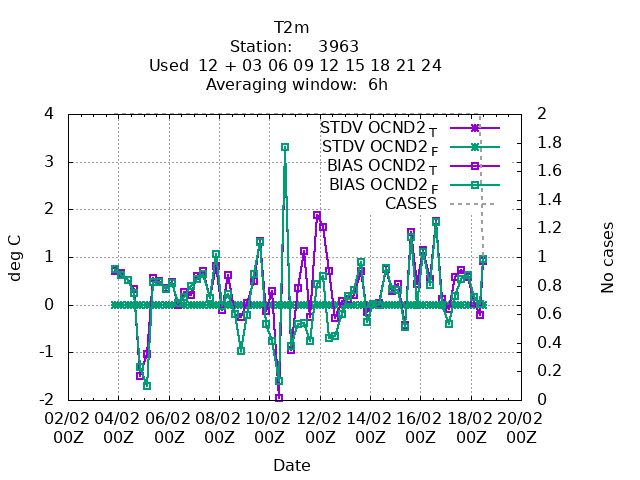 T2m
Station: 3963
Used 12 + 03 06 09 12 15 18 21 24
Averaging window: 6h
STDV OCND2 T
STDV OCND2 F
BIAS OCND2 T
BIAS OCND2 F
CASES
deg C
4
3
2
1
0
-1
-2
No cases
2
1.8
1.6
1.4
1.2
1
0.8
0.6
0.4
0.2
0
02/02 04/02 06/02 08/02 10/02 12/02 14/02 16/02 18/02 20/02
00Z 00Z 00Z 00Z 00Z 00Z 00Z 00Z 00Z 00Z
Date